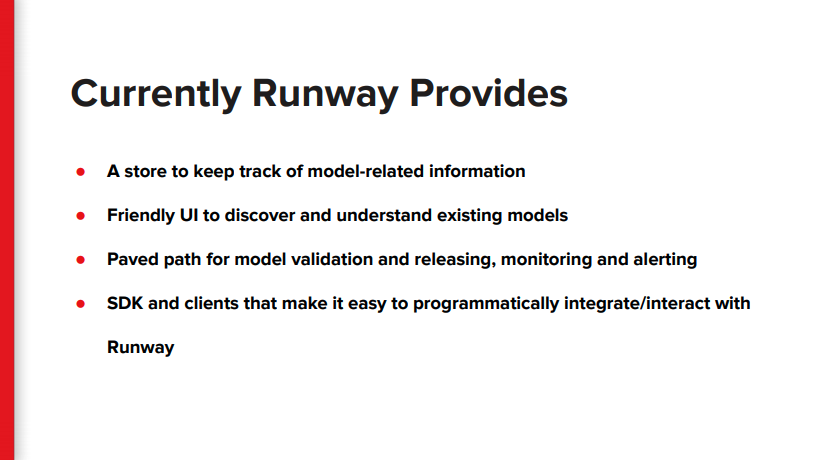 Currently Runway Provides
● A store to keep track of model-related information
● Friendly UI to discover and understand existing models
● Paved path for model validation and releasing, monitoring and alerting
● SDK and clients that make it easy to programmatically integrate/interact with
Runway